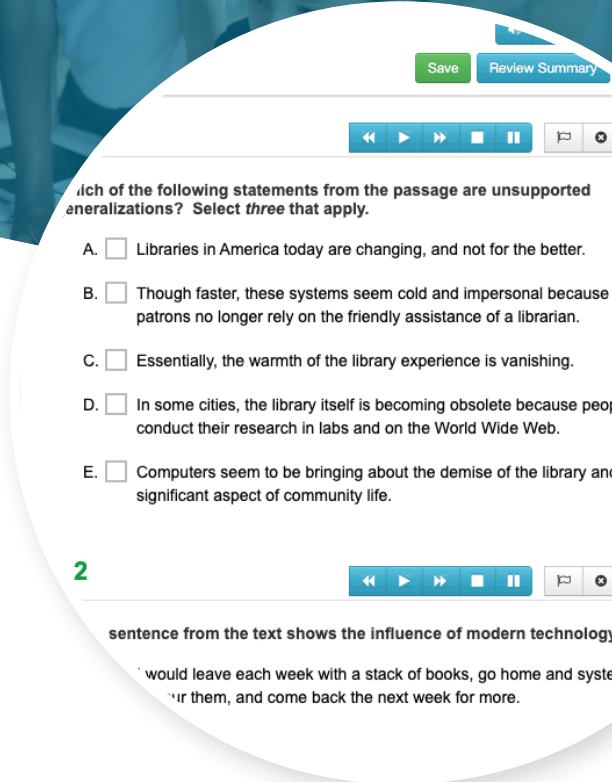 Save Review Summary
of the following statements from the passage are unsupported
Select three that apply.
A. Libraries in America today are changing, and not for the better.
B. Though faster, these systems seem cold and impersonal because
patrons no longer rely on the friendly assistance of a librarian.
C. Essentially, the warmth of the library experience is vanishing.
D. In some cities, the library itself is becoming obsolete because
conduct their research in labs and on the World Wide Web.
E. Computers seem to be bringing about the demise of the library
significant aspect of community life.
2
sentence from the text shows the influence of modern technology
would leave each week with a stack of books, go home and
them, and come back the next week for more.